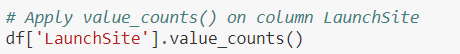 # Apply value_counts() on column LaunchSite
df['LaunchSite'].value_counts()